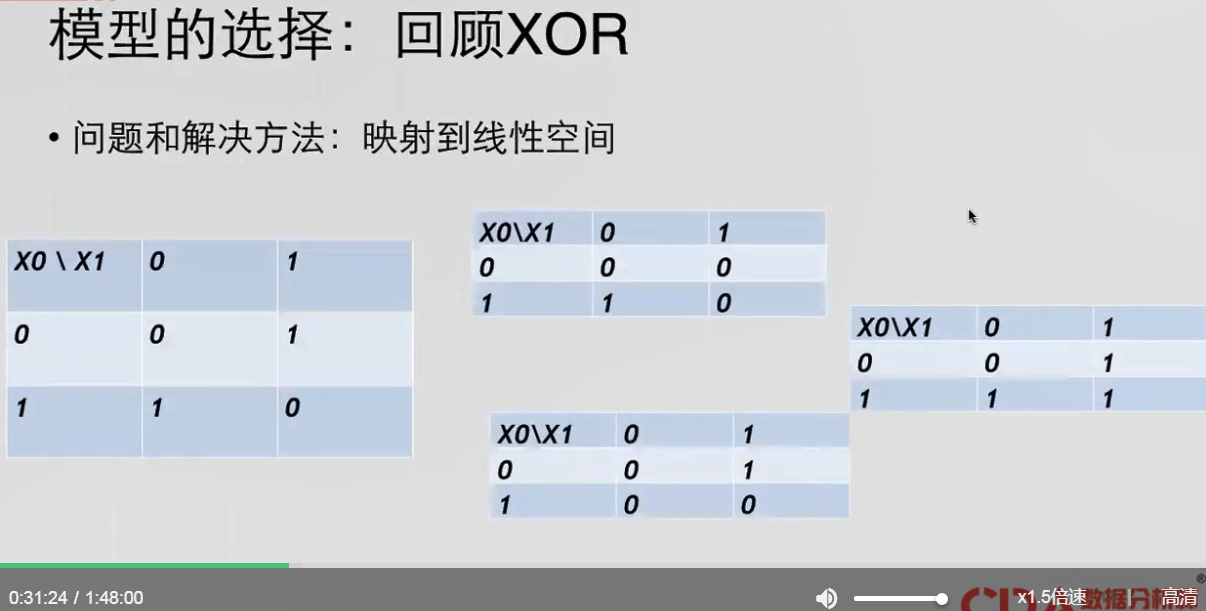 模型的选择：回顾XOR
• 问题和解决方法：映射到线性空间
X0 \ X1 0 1
0 0 1
1 1 0
X0\X1 0 1
0 0 0
1 1 0
X0\X1 0 1
0 0 1
1 0 0
X0\X1 0 1
0 0 1
1 1 1
0:31:24 / 1:48:00
x1.5倍速
高清
数据分析
®